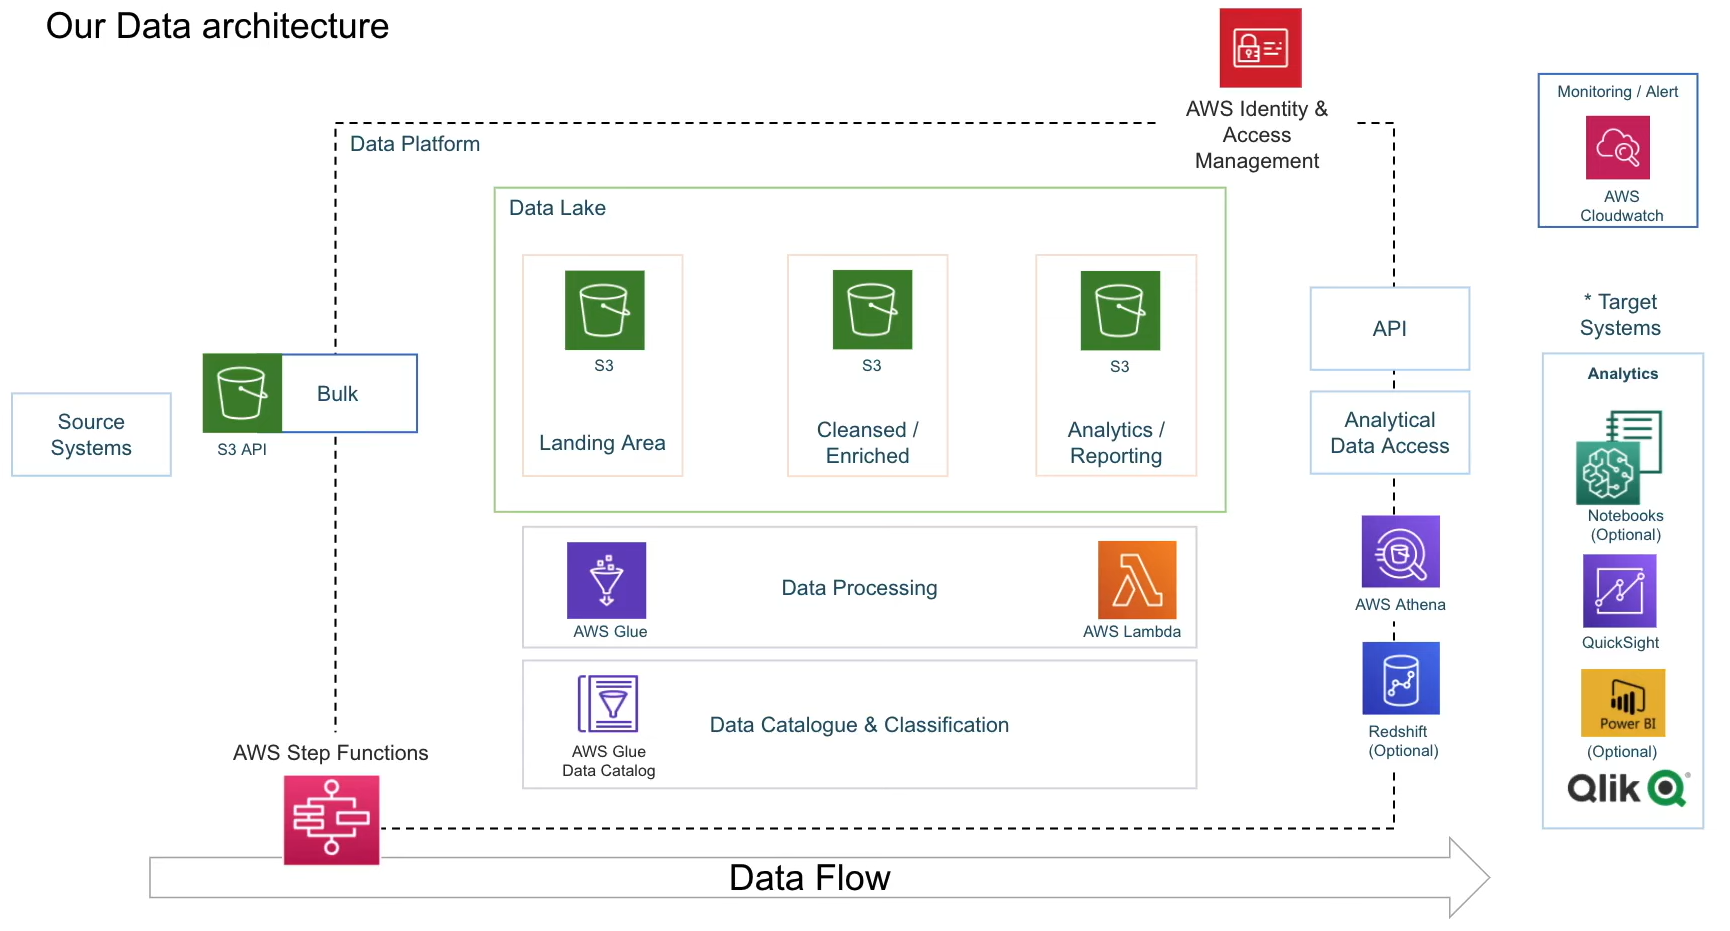 Our Data architecture
AWS Identity &
Access
Management
Monitoring / Alert
AWS
Cloudwatch
Data Platform
Data Lake
S3
Landing Area
S3
Cleansed /
Enriched
S3
Analytics /
Reporting
Source
Systems
S3 API
Bulk
API
Analytical
Data Access
AWS Athena
Redshift
(Optional)
* Target
Systems
Analytics
Notebooks
(Optional)
QuickSight
Power BI
(Optional)
Qlik
AWS Glue
Data Processing
AWS Lambda
AWS Glue
Data Catalog
Data Catalogue & Classification
AWS Step Functions
Data Flow